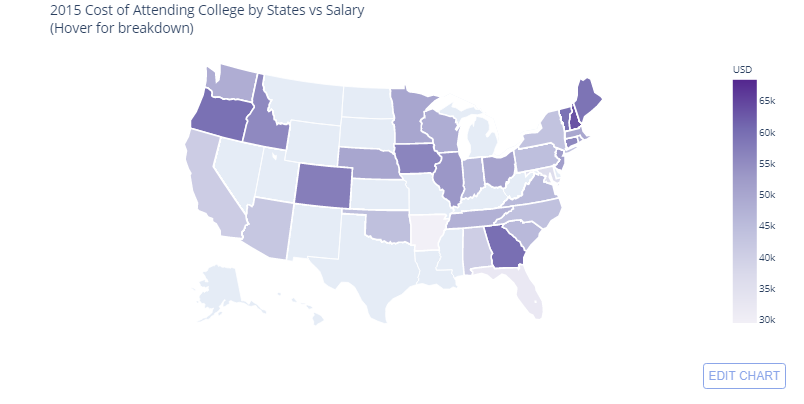 2015 Cost of Attending College by States vs Salary
(Hover for breakdown)
USD
65k
60k
55k
50k
45k
40k
35k
30k
EDIT CHART